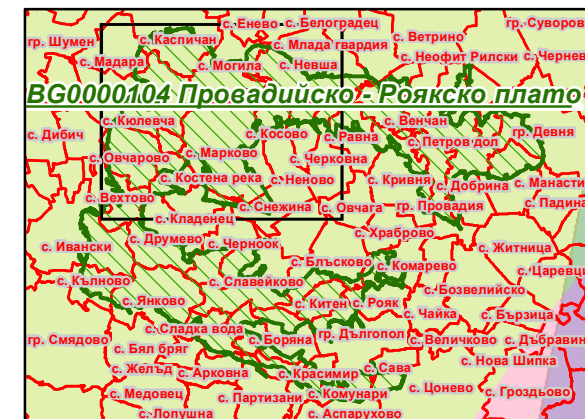 с. Енево с. Белоградец гр. Суворово
гр. Шумен с. Каспичан с. Млада гвардия с. Ветрино
с. Мадара с. Могила с. Невша с. Неофит Рилски с. Чернев
BG0000104 Провадийско - Роякско плато
с. Дибич с. Кюлевча с. Косово с. Равна с. Венчан гр. Девня
с. Овчарово с. Марково с. Черковна с. Петров дол
с. Костена река с. Неново с. Кривня с. Добрина с. Манасти
с. Вехтово с. Снежина с. Овчага гр. Провадия с. Падина
с. Кладенец с. Храброво
с. Ивански с. Друмево с. Черноок с. Житница
с. Блъсково с. Комарево с. Царевци
с. Кълново с. Славейково с. Бозвелийско
с. Янково с. Китен с. Рояк с. Чайка с. Бързица
с. Сладка вода гр. Дългопол
гр. Смядово с. Бял бряг с. Боряна с. Величково с. Дъбравин
с. Желъд с. Арковна с. Красимир с. Сава с. Нова Шипка
с. Медовец с. Партизани с. Комунари с. Цонево с. Гроздьово
с. Лопушна с. Аспарухово